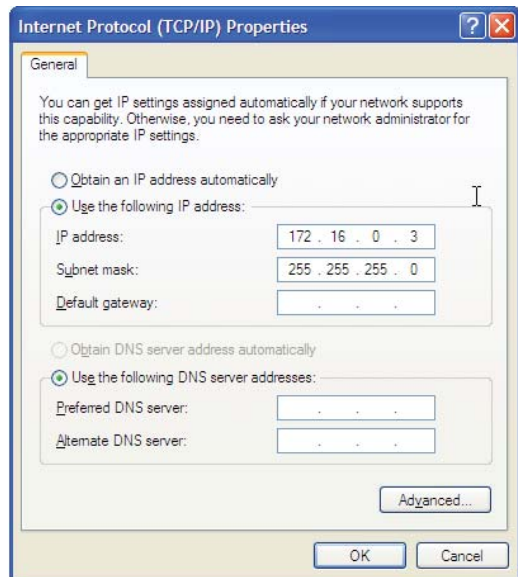 Internet Protocol (TCP/IP) Properties
General
You can get IP settings assigned automatically if your network supports
this capability. Otherwise, you need to ask your network administrator for
the appropriate IP settings.
Obtain an IP address automatically
Use the following IP address:
IP address: 172 . 16 . 0 . 3
Subnet mask: 255 . 255 . 255 . 0
Default gateway: . . .
Obtain DNS server address automatically
Use the following DNS server addresses:
Preferred DNS server: . . .
Alternate DNS server: . . .
Advanced...
OK Cancel